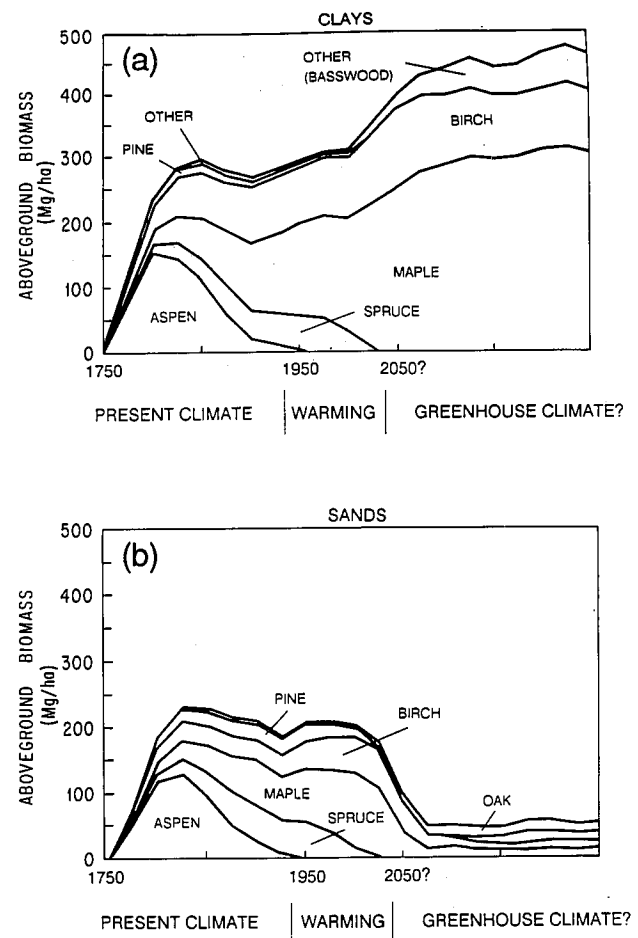 CLAYS
(a)
500
400
300
200
100
0
ABOVEGROUND BIOMASS
(Mg/ha)
OTHER
(BASSWOOD)
OTHER
PINE
BIRCH
MAPLE
SPRUCE
ASPEN
1750
1950
2050?
PRESENT CLIMATE
WARMING
GREENHOUSE CLIMATE?
SANDS
(b)
500
400
300
200
100
0
ABOVEGROUND BIOMASS
(Mg/ha)
PINE
BIRCH
OAK
MAPLE
SPRUCE
ASPEN
1750
1950
2050?
PRESENT CLIMATE
WARMING
GREENHOUSE CLIMATE?